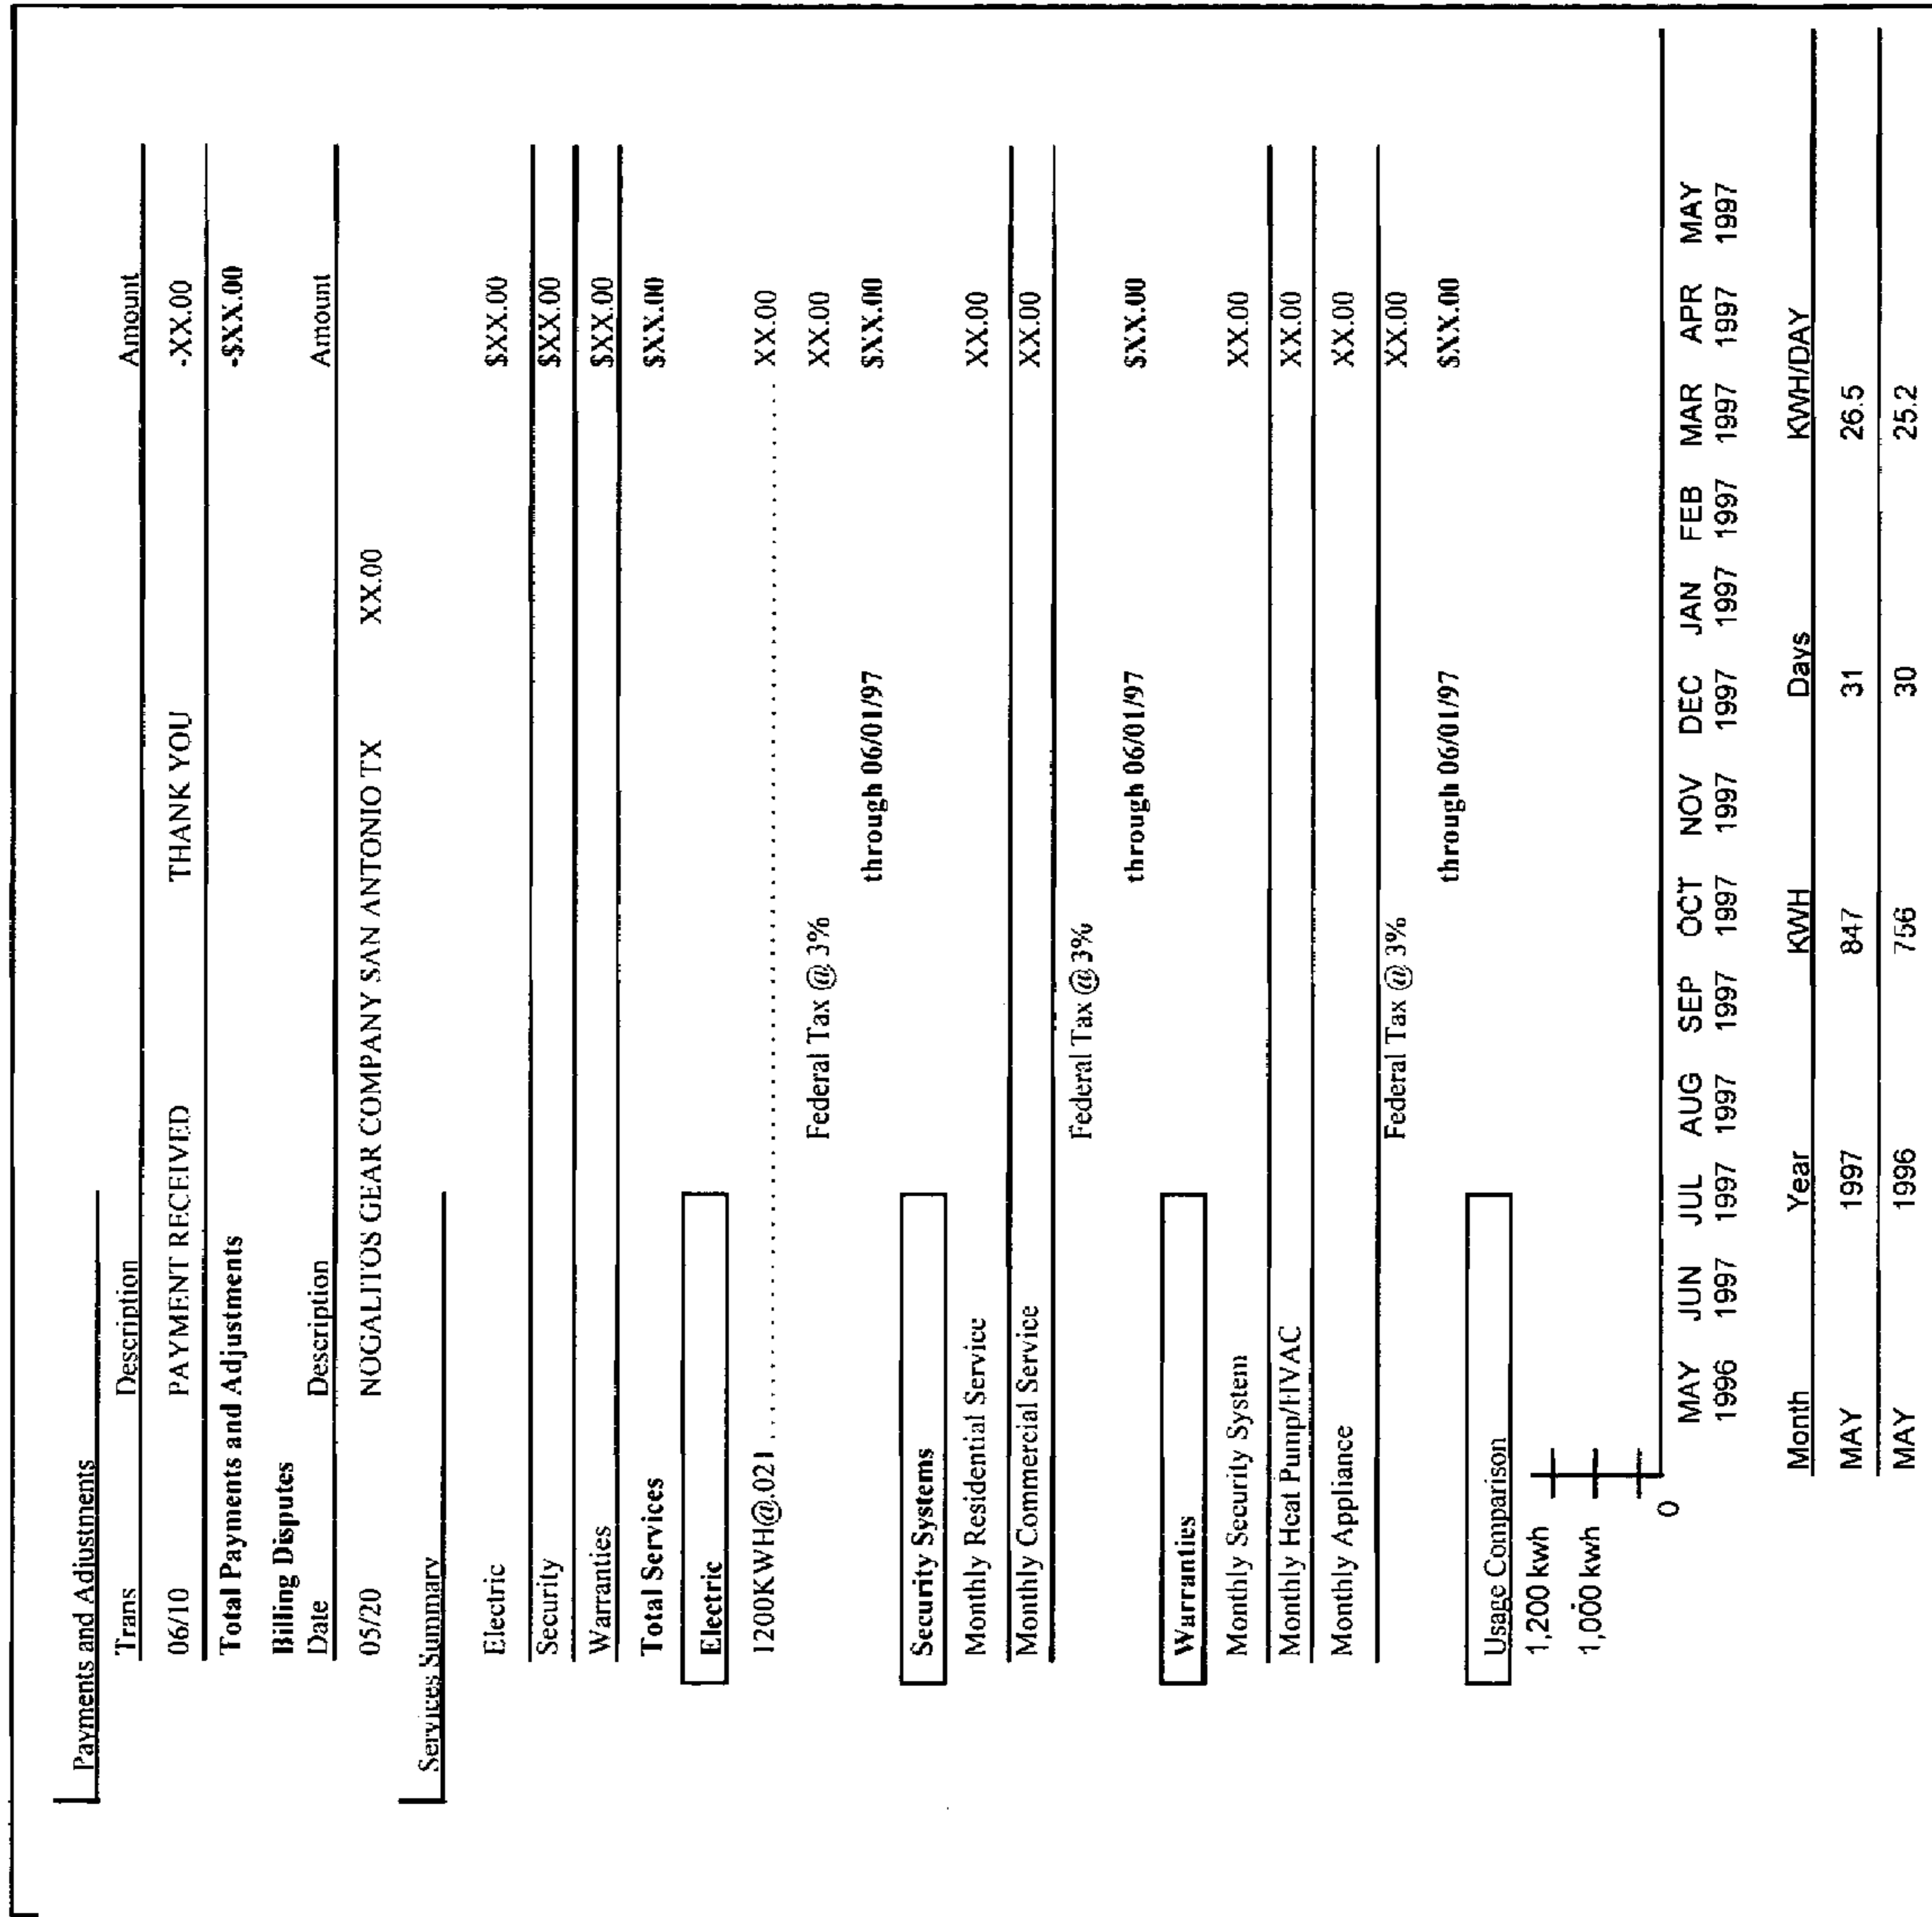 Payments and Adjustments
Trans Description Amount
06/10 PAYMENT RECEIVED THANK YOU -XX.00
Total Payments and Adjustments -$XX.00
Billing Disputes
Date Description Amount
05/20 NOGALITOS GEAR COMPANY SAN ANTONIO TX XX.00
Services Summary
Electric $XX.00
Security $XX.00
Warranties $XX.00
Total Services $XX.00
Electric
1200KWH@.021 XX.00
Federal Tax @ 3% XX.00
through 06/01/97 $XX.00
Security Systems
Monthly Residential Service XX.00
Monthly Commercial Service XX.00
Federal Tax @ 3%
through 06/01/97 $XX.00
Warranties
Monthly Security System XX.00
Monthly Heat Pump/HVAC XX.00
Monthly Appliance XX.00
Federal Tax @ 3% XX.00
through 06/01/97 $XX.00
Usage Comparison
1,200 kwh
1,000 kwh
0
MAY JUN JUL AUG SEP OCT NOV DEC JAN FEB MAR APR MAY
1996 1997 1997 1997 1997 1997 1997 1997 1997 1997 1997 1997 1997
Month Year KWH Days KWH/DAY
MAY 1997 847 31 26.5
MAY 1996 756 30 25.2